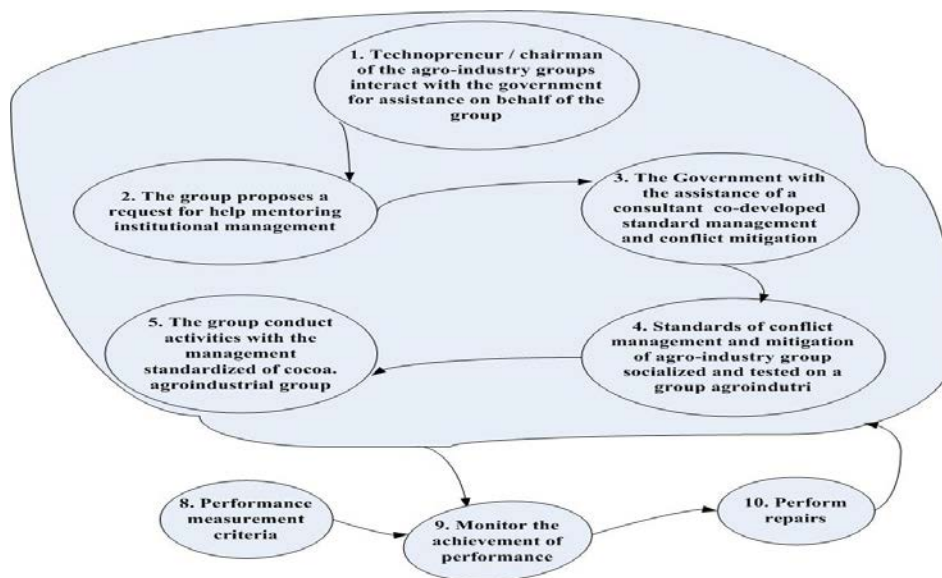 1. Technopreneur / chairman
of the agro-industry groups
interact with the government
for assistance on behalf of the
group
2. The group proposes a
request for help mentoring
institutional management
3. The Government with
the assistance of a
consultant co-developed
standard management
and conflict mitigation
5. The group conduct
activities with the
management
standardized of cocoa.
agroindustrial group
4. Standards of conflict
management and mitigation
of agro-industry group
socialized and tested on a
group agroindutri
8. Performance
measurement
criteria
9. Monitor the
achievement of
performance
10. Perform
repairs